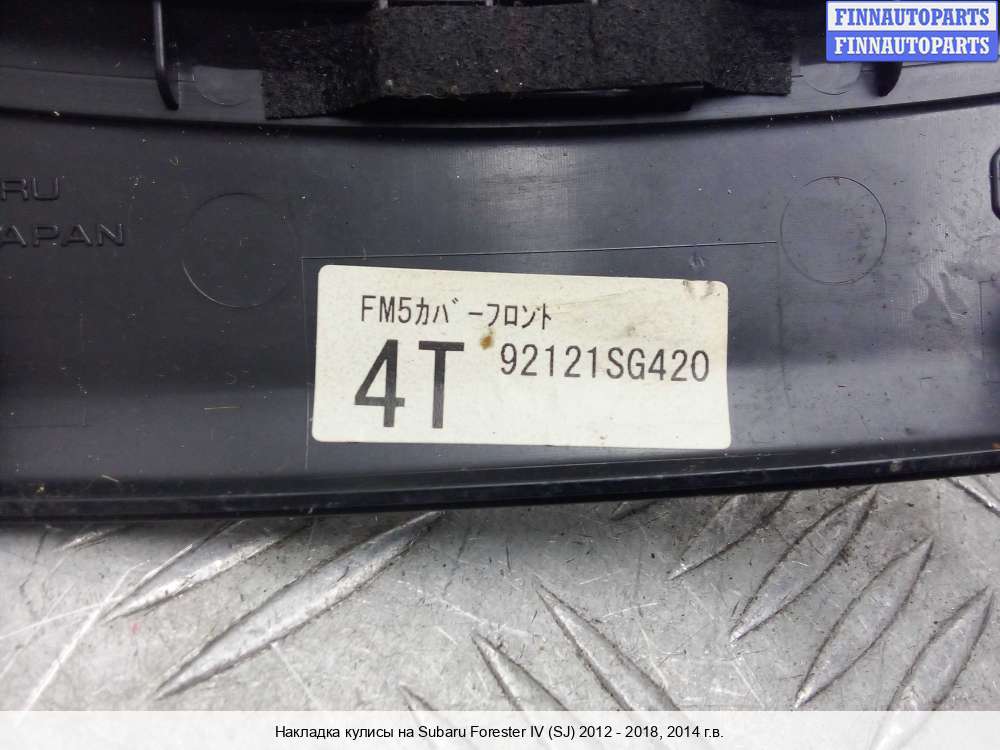 FINNAUTOPARTS
FINNAUTOPARTS
RU
APAN
FM5カバーフロント
4T 92121SG420
Накладка кулисы на Subaru Forester IV (SJ) 2012 - 2018, 2014 г.в.